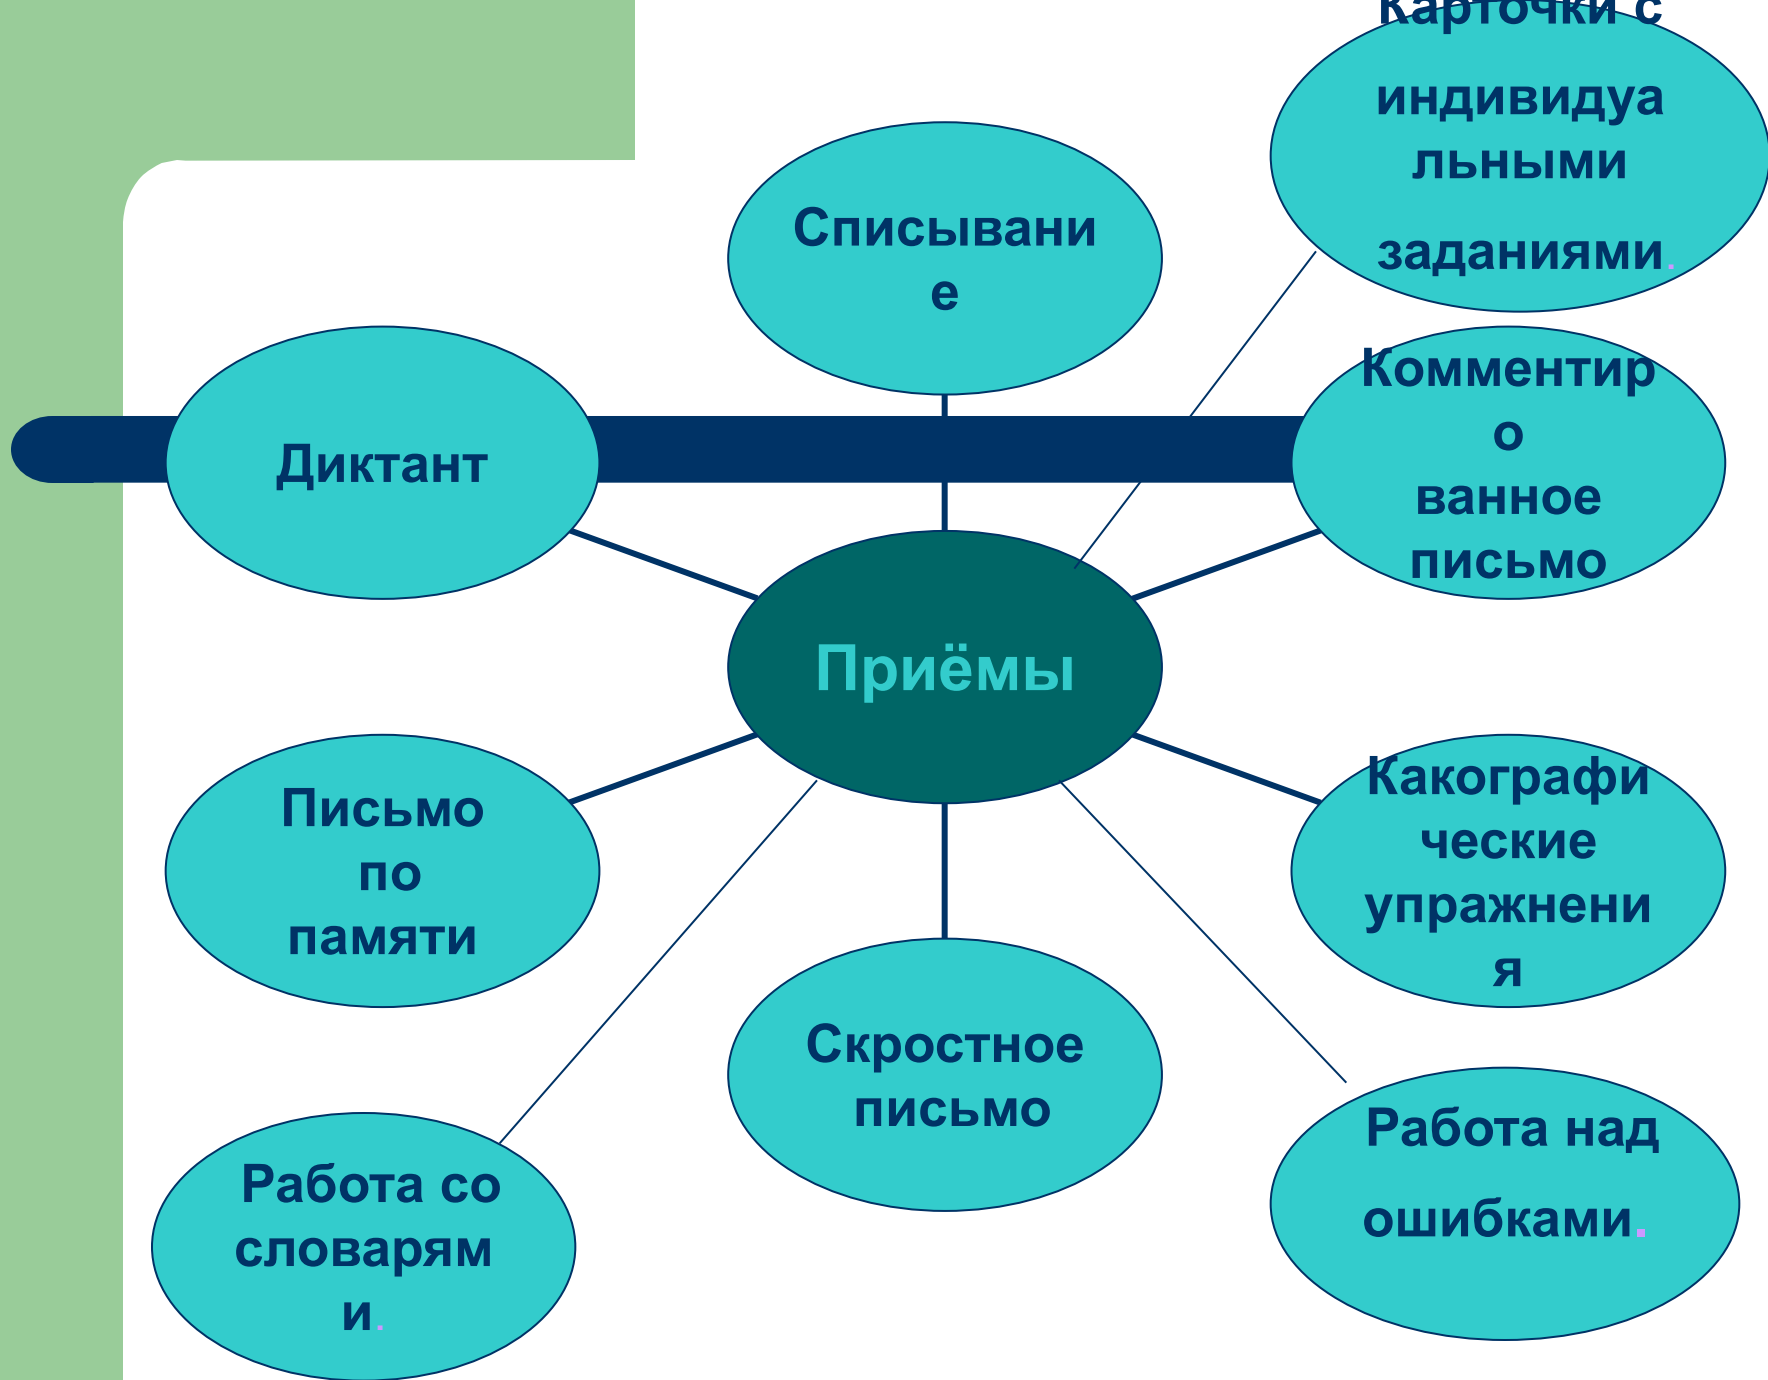 Карточки с
индивидуа
льными
заданиями.
Списывани
е
Диктант
Комментир
о
ванное
письмо
Приёмы
Письмо
по
памяти
Какографи
ческие
упражнени
я
Скростное
письмо
Работа со
словарям
и.
Работа над
ошибками.